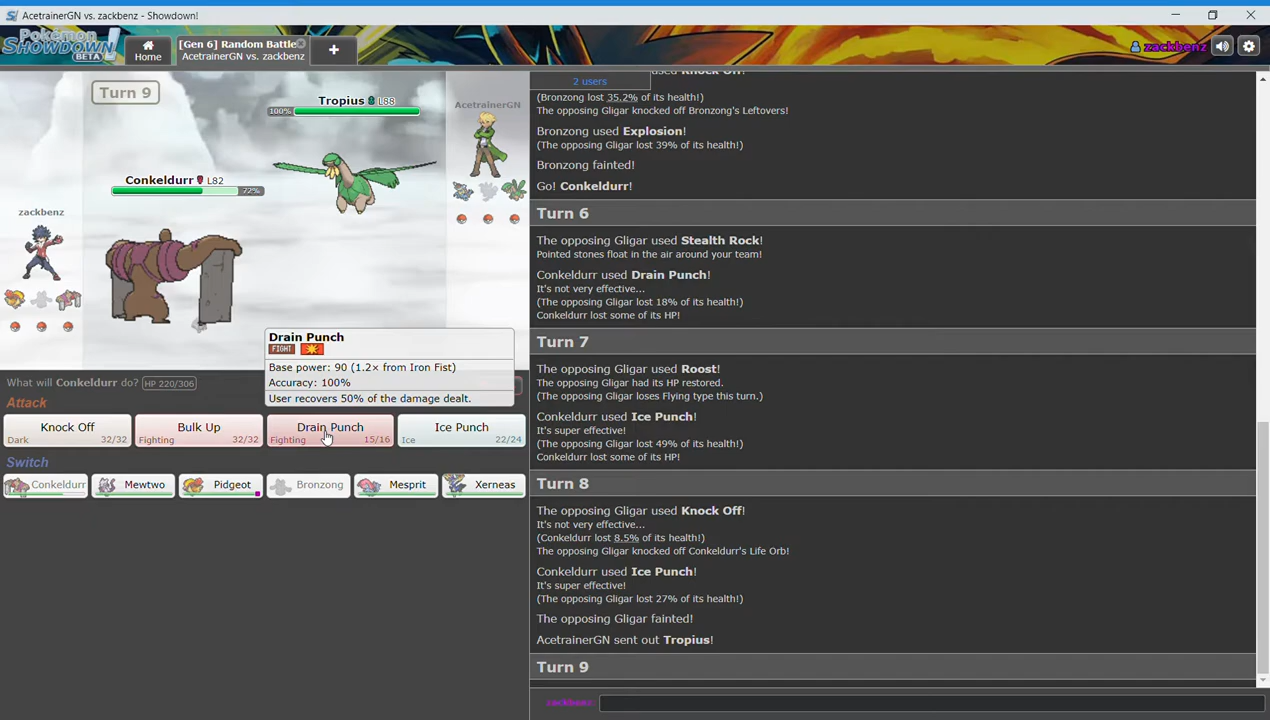 AcetrainerGN vs. zackbenz - Showdown!
Pokémon
SHOWDOWN!
BETA
Home
[Gen 6] Random Battle
AcetrainerGN vs. zackbenz
+
zackbenz
Turn 9
Tropius L88
100%
AcetrainerGN
Conkeldurr L82
72%
zackbenz
Drain Punch
FIGHT
Base power: 90 (1.2× from Iron Fist)
Accuracy: 100%
User recovers 50% of the damage dealt.
What will Conkeldurr do? HP 220/306
Attack
Knock Off
Dark 32/32
Bulk Up
Fighting 32/32
Drain Punch
Fighting 15/16
Ice Punch
Ice 22/24
Switch
Conkeldurr
Mewtwo
Pidgeot
Bronzong
Mesprit
Xerneas
2 users
used Knock Off!
(Bronzong lost 35.2% of its health!)
The opposing Gligar knocked off Bronzong's Leftovers!
Bronzong used Explosion!
(The opposing Gligar lost 39% of its health!)
Bronzong fainted!
Go! Conkeldurr!
Turn 6
The opposing Gligar used Stealth Rock!
Pointed stones float in the air around your team!
Conkeldurr used Drain Punch!
It's not very effective...
(The opposing Gligar lost 18% of its health!)
Conkeldurr lost some of its HP!
Turn 7
The opposing Gligar used Roost!
The opposing Gligar had its HP restored.
(The opposing Gligar loses Flying type this turn.)
Conkeldurr used Ice Punch!
It's super effective!
(The opposing Gligar lost 49% of its health!)
Conkeldurr lost some of its HP!
Turn 8
The opposing Gligar used Knock Off!
It's not very effective...
(Conkeldurr lost 8.5% of its health!)
The opposing Gligar knocked off Conkeldurr's Life Orb!
Conkeldurr used Ice Punch!
It's super effective!
(The opposing Gligar lost 27% of its health!)
The opposing Gligar fainted!
AcetrainerGN sent out Tropius!
Turn 9
zackbenz: